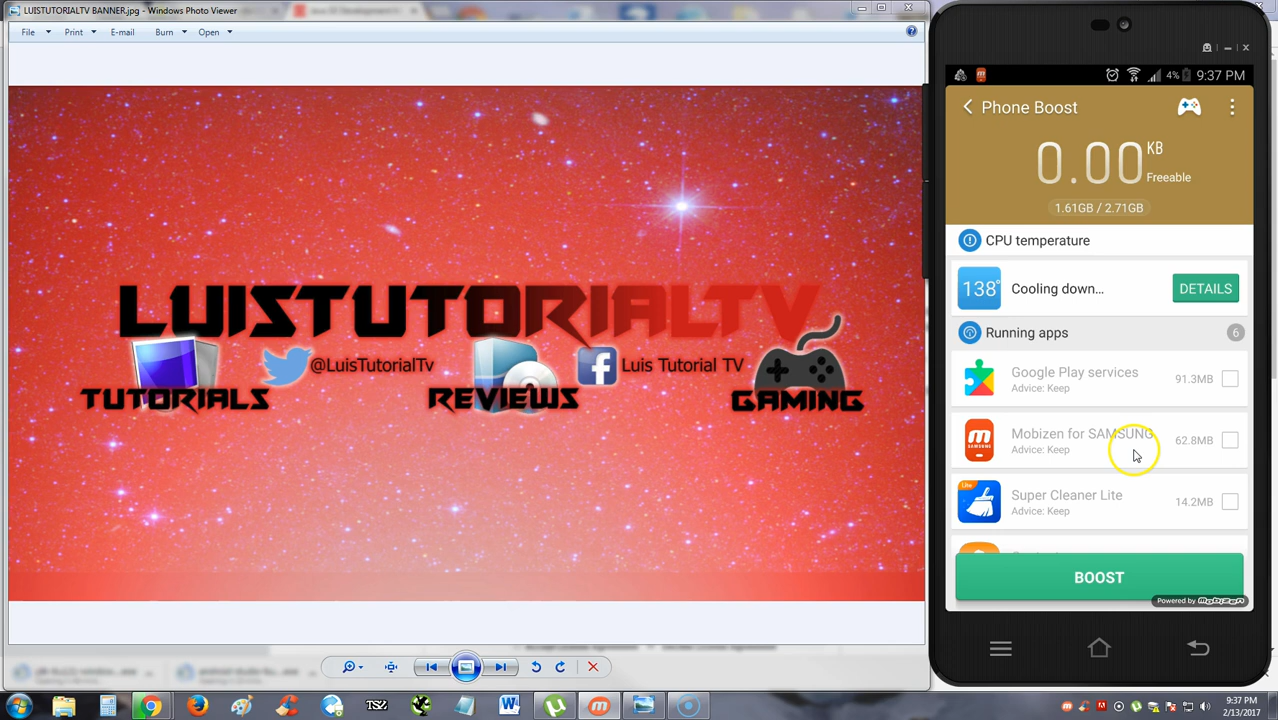 LUISTUTORIALTV BANNER.jpg - Windows Photo Viewer
File Print E-mail Burn Open
LUISTUTORIALTV
@LuisTutorialTv
Luis Tutorial TV
TUTORIALS
REVIEWS
GAMING
4% 9:37 PM
Phone Boost
0.00 KB
Freeable
1.61GB / 2.71GB
CPU temperature
138° Cooling down... DETAILS
Running apps 6
Google Play services
Advice: Keep
91.3MB
Mobizen for SAMSUNG
Advice: Keep
62.8MB
Lite
Super Cleaner Lite
Advice: Keep
14.2MB
BOOST
Powered by mobizen
9:37 PM
2/13/2017